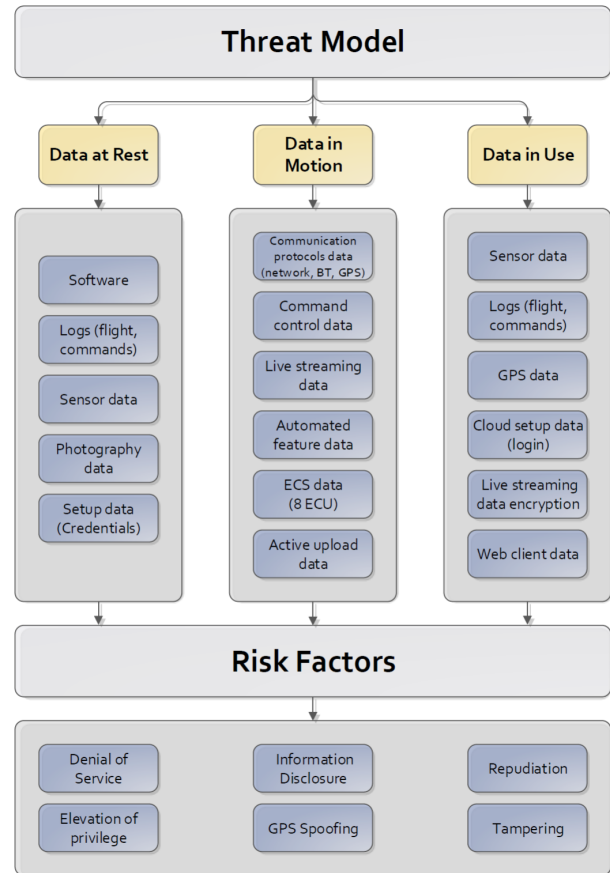 Threat Model
Data at Rest
Data in
Motion
Data in Use
Software
Logs (flight,
commands)
Sensor data
Photography
data
Setup data
(Credentials)
Communication
protocols data
(network, BT, GPS)
Command
control data
Live streaming
data
Automated
feature data
ECS data
(8 ECU)
Active upload
data
Sensor data
Logs (flight,
commands)
GPS data
Cloud setup data
(login)
Live streaming
data encryption
Web client data
Risk Factors
Denial of
Service
Information
Disclosure
Repudiation
Elevation of
privilege
GPS Spoofing
Tampering